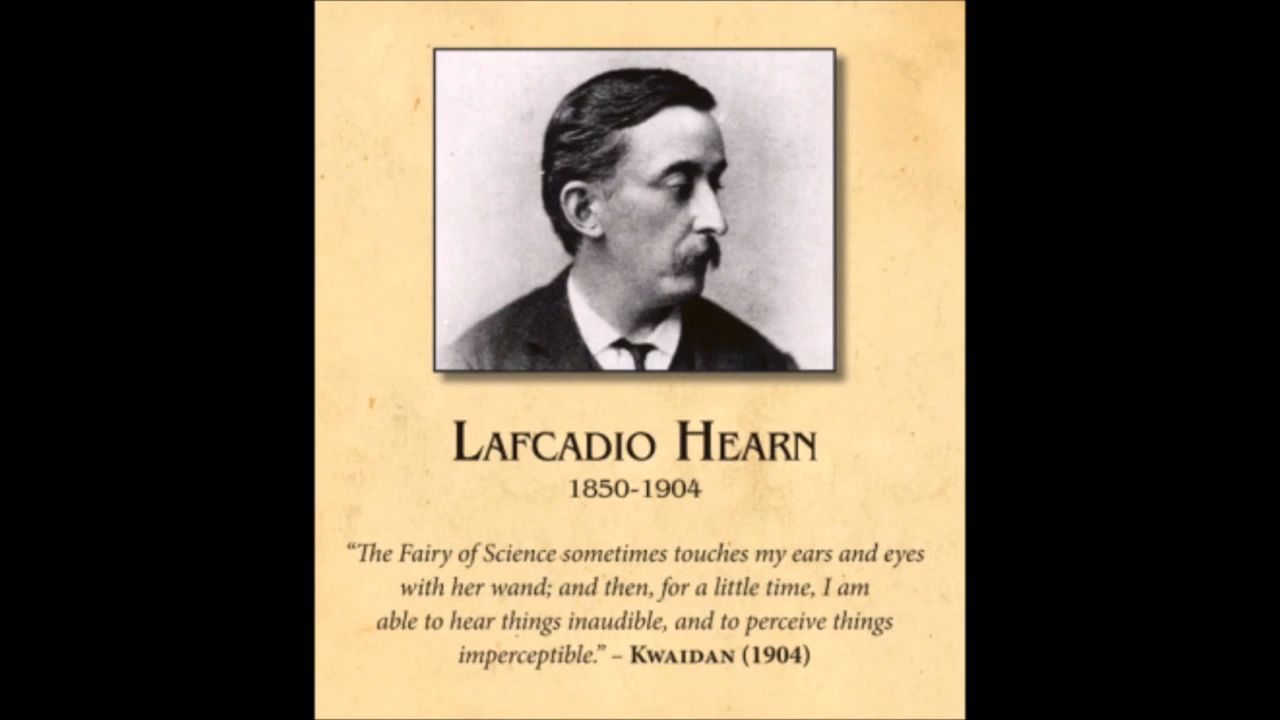 LAFCADIO HEARN
1850-1904
“The Fairy of Science sometimes touches my ears and eyes
with her wand; and then, for a little time, I am
able to hear things inaudible, and to perceive things
imperceptible.” – KWAIDAN (1904)